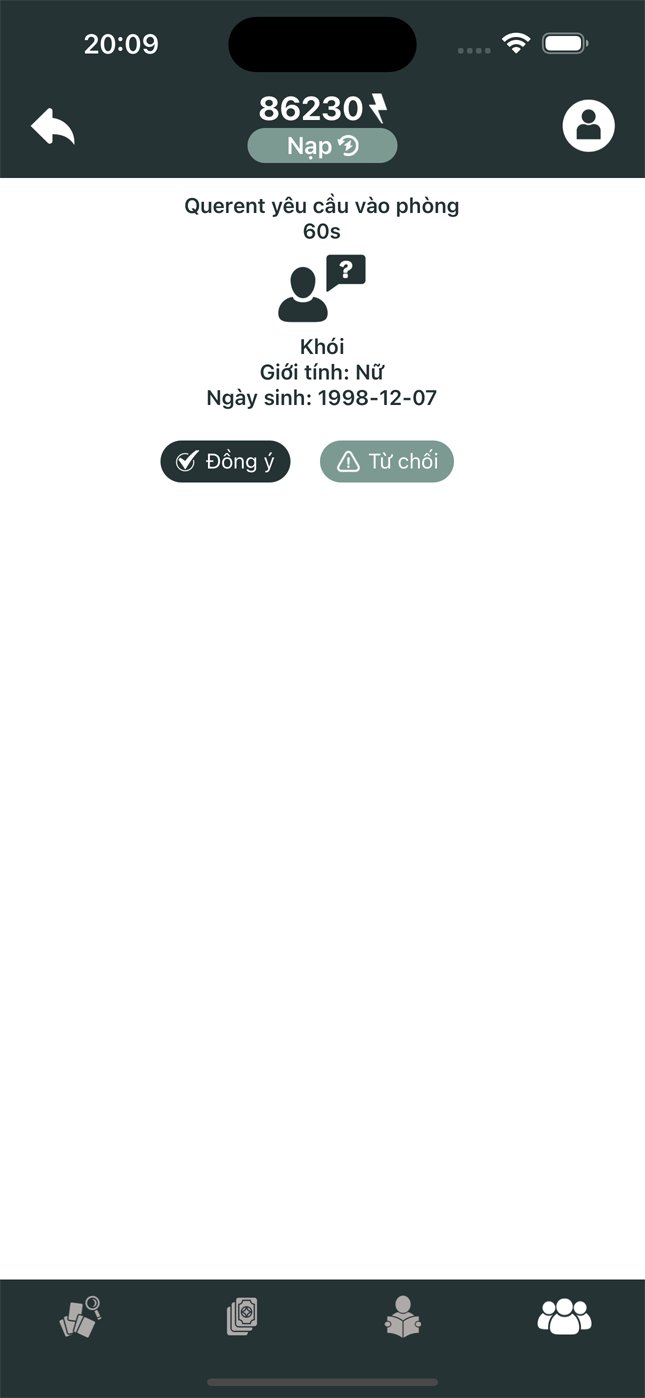 20:09
86230
Nạp
Querent yêu cầu vào phòng
60s
?
Khói
Giới tính: Nữ
Ngày sinh: 1998-12-07
Đồng ý
Từ chối